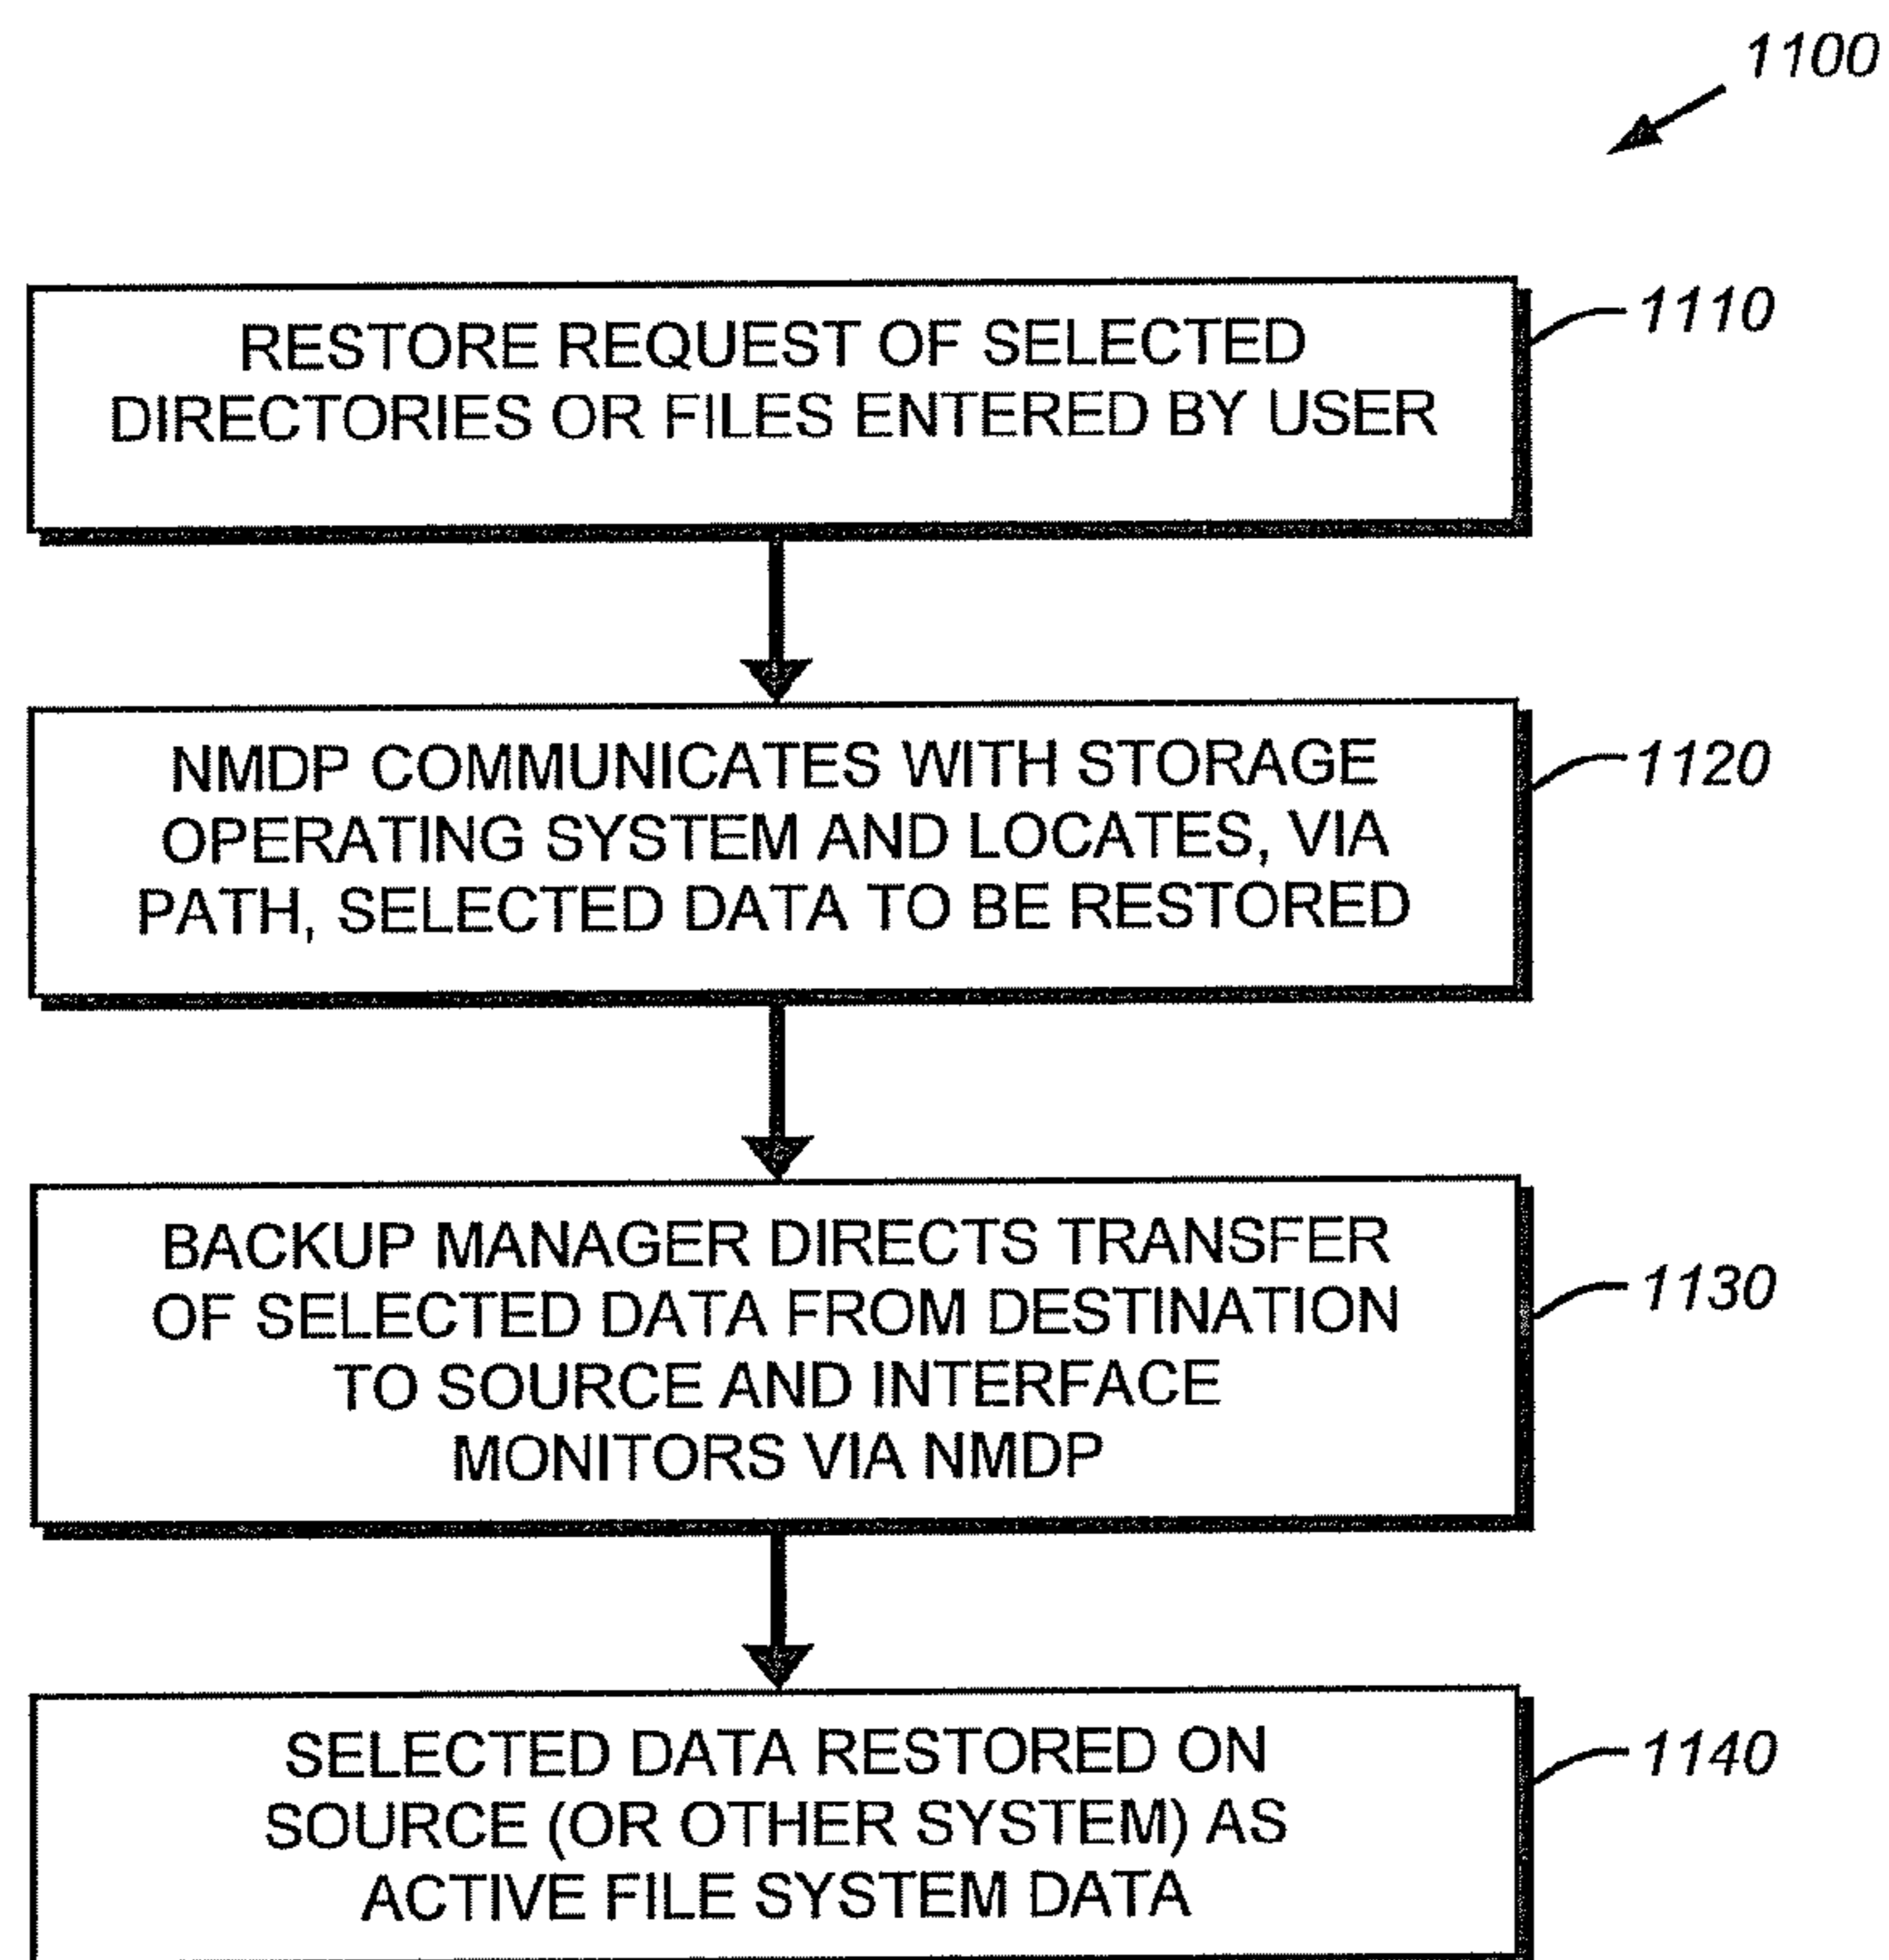 1100
RESTORE REQUEST OF SELECTED
DIRECTORIES OR FILES ENTERED BY USER
1110
NMDP COMMUNICATES WITH STORAGE
OPERATING SYSTEM AND LOCATES, VIA
PATH, SELECTED DATA TO BE RESTORED
1120
BACKUP MANAGER DIRECTS TRANSFER
OF SELECTED DATA FROM DESTINATION
TO SOURCE AND INTERFACE
MONITORS VIA NMDP
1130
SELECTED DATA RESTORED ON
SOURCE (OR OTHER SYSTEM) AS
ACTIVE FILE SYSTEM DATA
1140